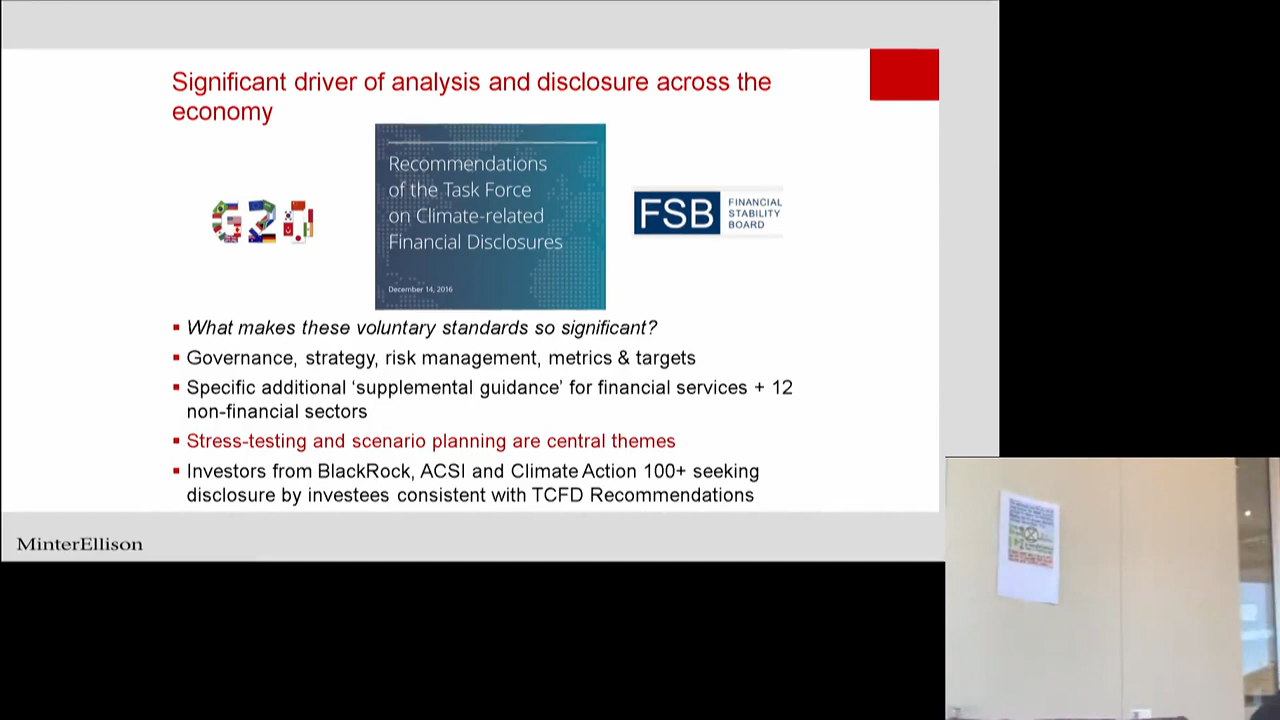 Significant driver of analysis and disclosure across the
economy
G20
Recommendations
of the Task Force
on Climate-related
Financial Disclosures
December 14, 2016
FSB
FINANCIAL
STABILITY
BOARD
What makes these voluntary standards so significant?
Governance, strategy, risk management, metrics & targets
Specific additional ‘supplemental guidance’ for financial services + 12
non-financial sectors
Stress-testing and scenario planning are central themes
Investors from BlackRock, ACSI and Climate Action 100+ seeking
disclosure by investees consistent with TCFD Recommendations
MinterEllison